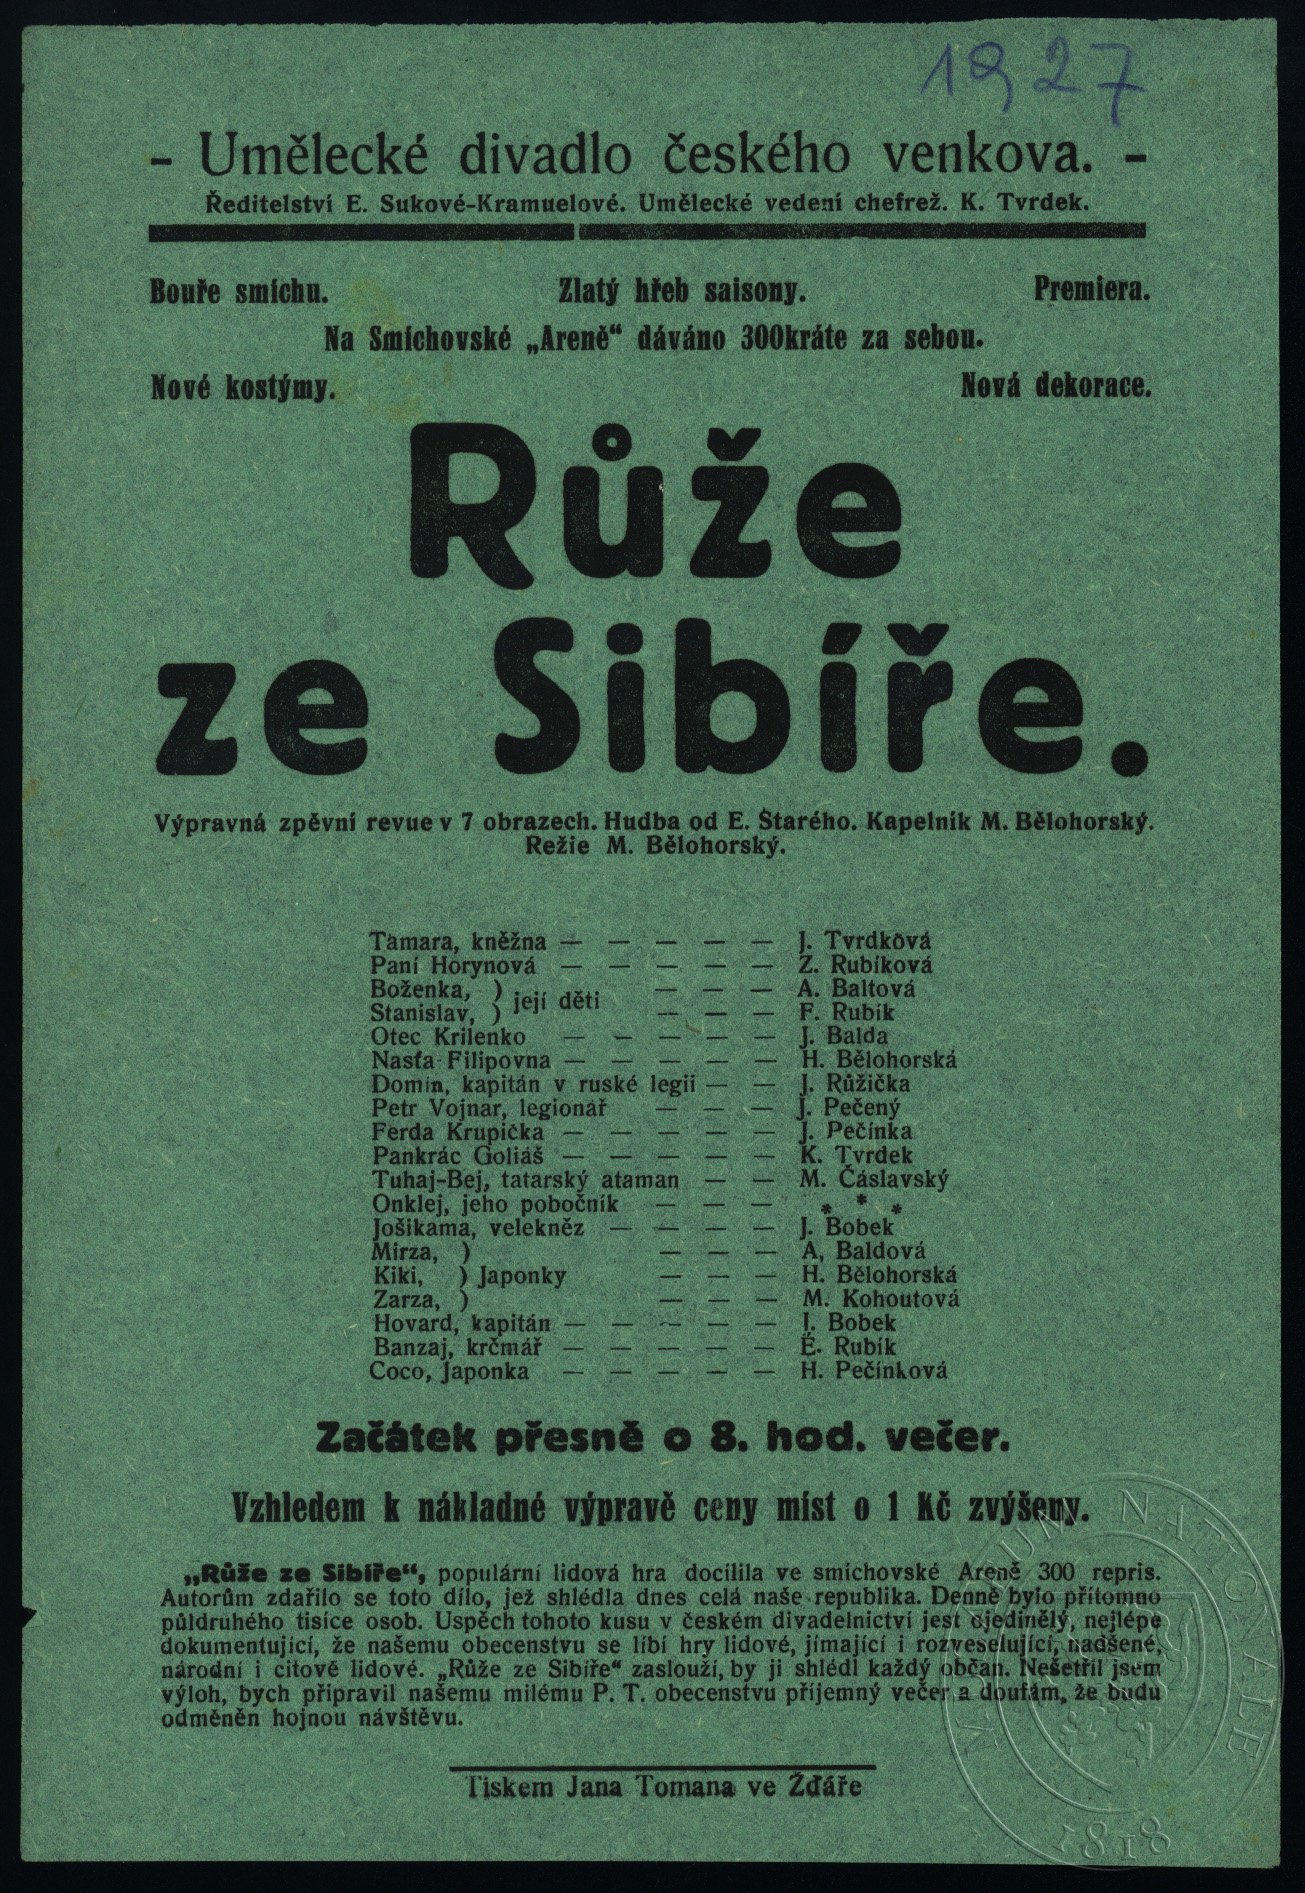 1927
- Umělecké divadlo českého venkova. -
Ředitelství E. Sukové-Kramuelové. Umělecké vedení chefrež. K. Tvrdek.
Bouře smíchu. Zlatý hřeb saisony. Premiera.
Na Smíchovské „Areně“ dáváno 300kráte za sebou.
Nové kostýmy. Nová dekorace.
Růže
ze Sibíře.
Výpravná zpěvní revue v 7 obrazech. Hudba od E. Starého. Kapelník M. Bělohorský.
Režie M. Bělohorský.
Tamara, kněžna — — — — — J. Tvrdková
Paní Horynová — — — — — Z. Rubíková
Boženka, ) její děti — — — A. Baltová
Stanislav, ) — — — F. Rubík
Otec Krilenko — — — — — J. Balda
Nasťa Filipovna — — — — — H. Bělohorská
Domin, kapitán v ruské legii — — J. Růžička
Petr Vojnar, legionář — — — J. Pečený
Ferda Krupička — — — — — J. Pečínka
Pankrác Goliáš — — — — — K. Tvrdek
Tuhaj-Bej, tatarský ataman — — M. Čáslavský
Onklej, jeho pobočník — — — * * *
Jošikama, velekněz — — — — J. Bobek
Mirza, ) — — — A, Baldová
Kiki, ) Japonky — — — H. Bělohorská
Zarza, ) — — — M. Kohoutová
Hovard, kapitán — — — — — J. Bobek
Banzaj, krčmář — — — — — E. Rubík
Coco, Japonka — — — — — H. Pečínková
Začátek přesně o 8. hod. večer.
Vzhledem k nákladné výpravě ceny míst o 1 Kč zvýšeny.
„Růže ze Sibíře“, populární lidová hra docílila ve smíchovské Areně 300 repris.
Autorům zdařilo se toto dílo, jež shlédla dnes celá naše republika. Denně bylo přítomno
půldruhého tisíce osob. Uspěch tohoto kusu v českém divadelnictví jest ojedinělý, nejlépe
dokumentující, že našemu obecenstvu se líbí hry lidové, jímající i rozveselující, nadšené,
národní i citově lidové. „Růže ze Sibíře“ zaslouží, by ji shlédl každý občan. Nešetřil jsem
výloh, bych připravil našemu milému P. T. obecenstvu příjemný večer a doufám, že budu
odměněn hojnou návštěvu.
Tiskem Jana Tomana ve Žďáře
MUSEUM NATIONALE
1818